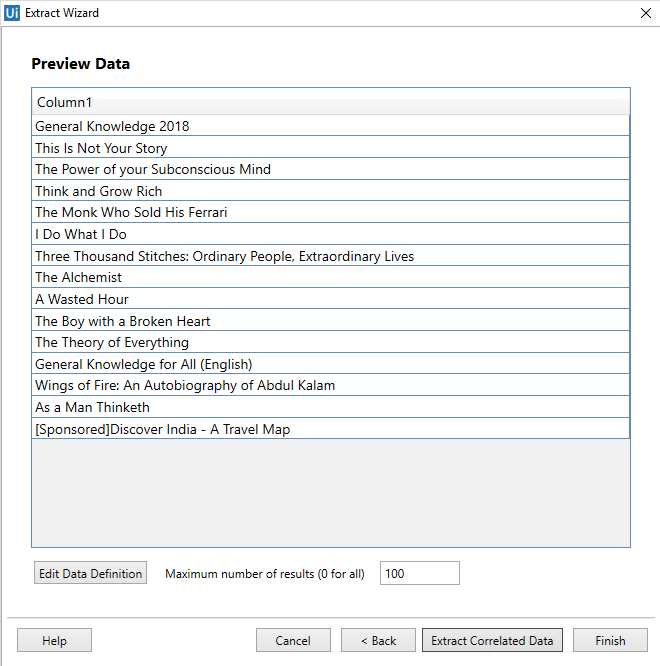 Ui Extract Wizard
Preview Data
Column1
General Knowledge 2018
This Is Not Your Story
The Power of your Subconscious Mind
Think and Grow Rich
The Monk Who Sold His Ferrari
I Do What I Do
Three Thousand Stitches: Ordinary People, Extraordinary Lives
The Alchemist
A Wasted Hour
The Boy with a Broken Heart
The Theory of Everything
General Knowledge for All (English)
Wings of Fire: An Autobiography of Abdul Kalam
As a Man Thinketh
[Sponsored]Discover India - A Travel Map
Edit Data Definition Maximum number of results (0 for all) 100
Help Cancel < Back Extract Correlated Data Finish